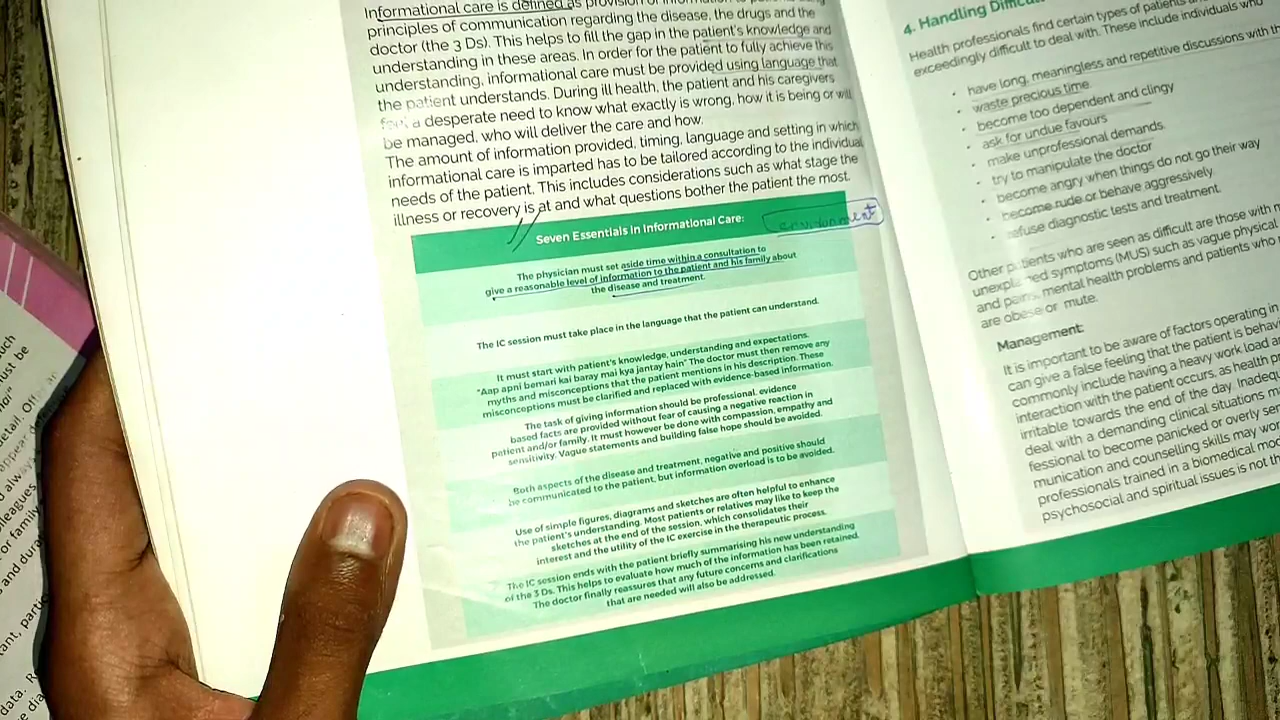 Informational care is defined as provision of
principles of communication regarding the disease, the drugs and the
doctor (the 3 Ds). This helps to fill the gap in the patient's knowledge and
understanding in these areas. In order for the patient to fully achieve this
understanding, informational care must be provided using language that
the patient understands. During ill health, the patient and his caregivers
feel a desperate need to know what exactly is wrong, how it is being or will
be managed, who will deliver the care and how.
The amount of information provided, timing, language and setting in which
informational care is imparted has to be tailored according to the individual
needs of the patient. This includes considerations such as what stage the
illness or recovery is at and what questions bother the patient the most.
Seven Essentials in Informational Care:
The physician must set aside time within a consultation to
give a reasonable level of information to the patient and his family about
the disease and treatment.
The IC session must take place in the language that the patient can understand.
It must start with patient's knowledge, understanding and expectations.
"Aap apni bemari kai baray mai kya jantay hain" The doctor must then remove any
myths and misconceptions that the patient mentions in his description. These
misconceptions must be clarified and replaced with evidence-based information.
The task of giving information should be professional, evidence
based facts are provided without fear of causing a negative reaction in
patient and/or family. It must however be done with compassion, empathy and
sensitivity. Vague statements and building false hope should be avoided.
Both aspects of the disease and treatment, negative and positive should
be communicated to the patient, but information overload is to be avoided.
Use of simple figures, diagrams and sketches are often helpful to enhance
the patient's understanding. Most patients or relatives may like to keep the
sketches at the end of the session, which consolidates their
interest and the utility of the IC exercise in the therapeutic process.
The IC session ends with the patient briefly summarising his new understanding
of the 3 Ds. This helps to evaluate how much of the information has been retained.
The doctor finally reassures that any future concerns and clarifications
that are needed will also be addressed.
4. Handling
Health professionals find certain types of patients
exceedingly difficult to deal with. These include individuals who
• have long, meaningless and repetitive discussions with
• waste precious time.
• become too dependent and clingy
• ask for undue favours
• make unprofessional demands.
• try to manipulate the doctor
• become angry when things do not go their way
• become rude or behave aggressively.
• refuse diagnostic tests and treatment.
Other patients who are seen as difficult are those with
unexplained symptoms (MUS) such as vague physical
and pains, mental health problems and patients who
are obese or mute.
Management:
It is important to be aware of factors operating in
can give a false feeling that the patient is
commonly include having a heavy work load
interaction with the patient occurs, as health
irritable towards the end of the day.
deal with a demanding clinical situations
fessional to become panicked or overly
munication and counselling skills may
professionals trained in a biomedical
psychosocial and spiritual issues is not